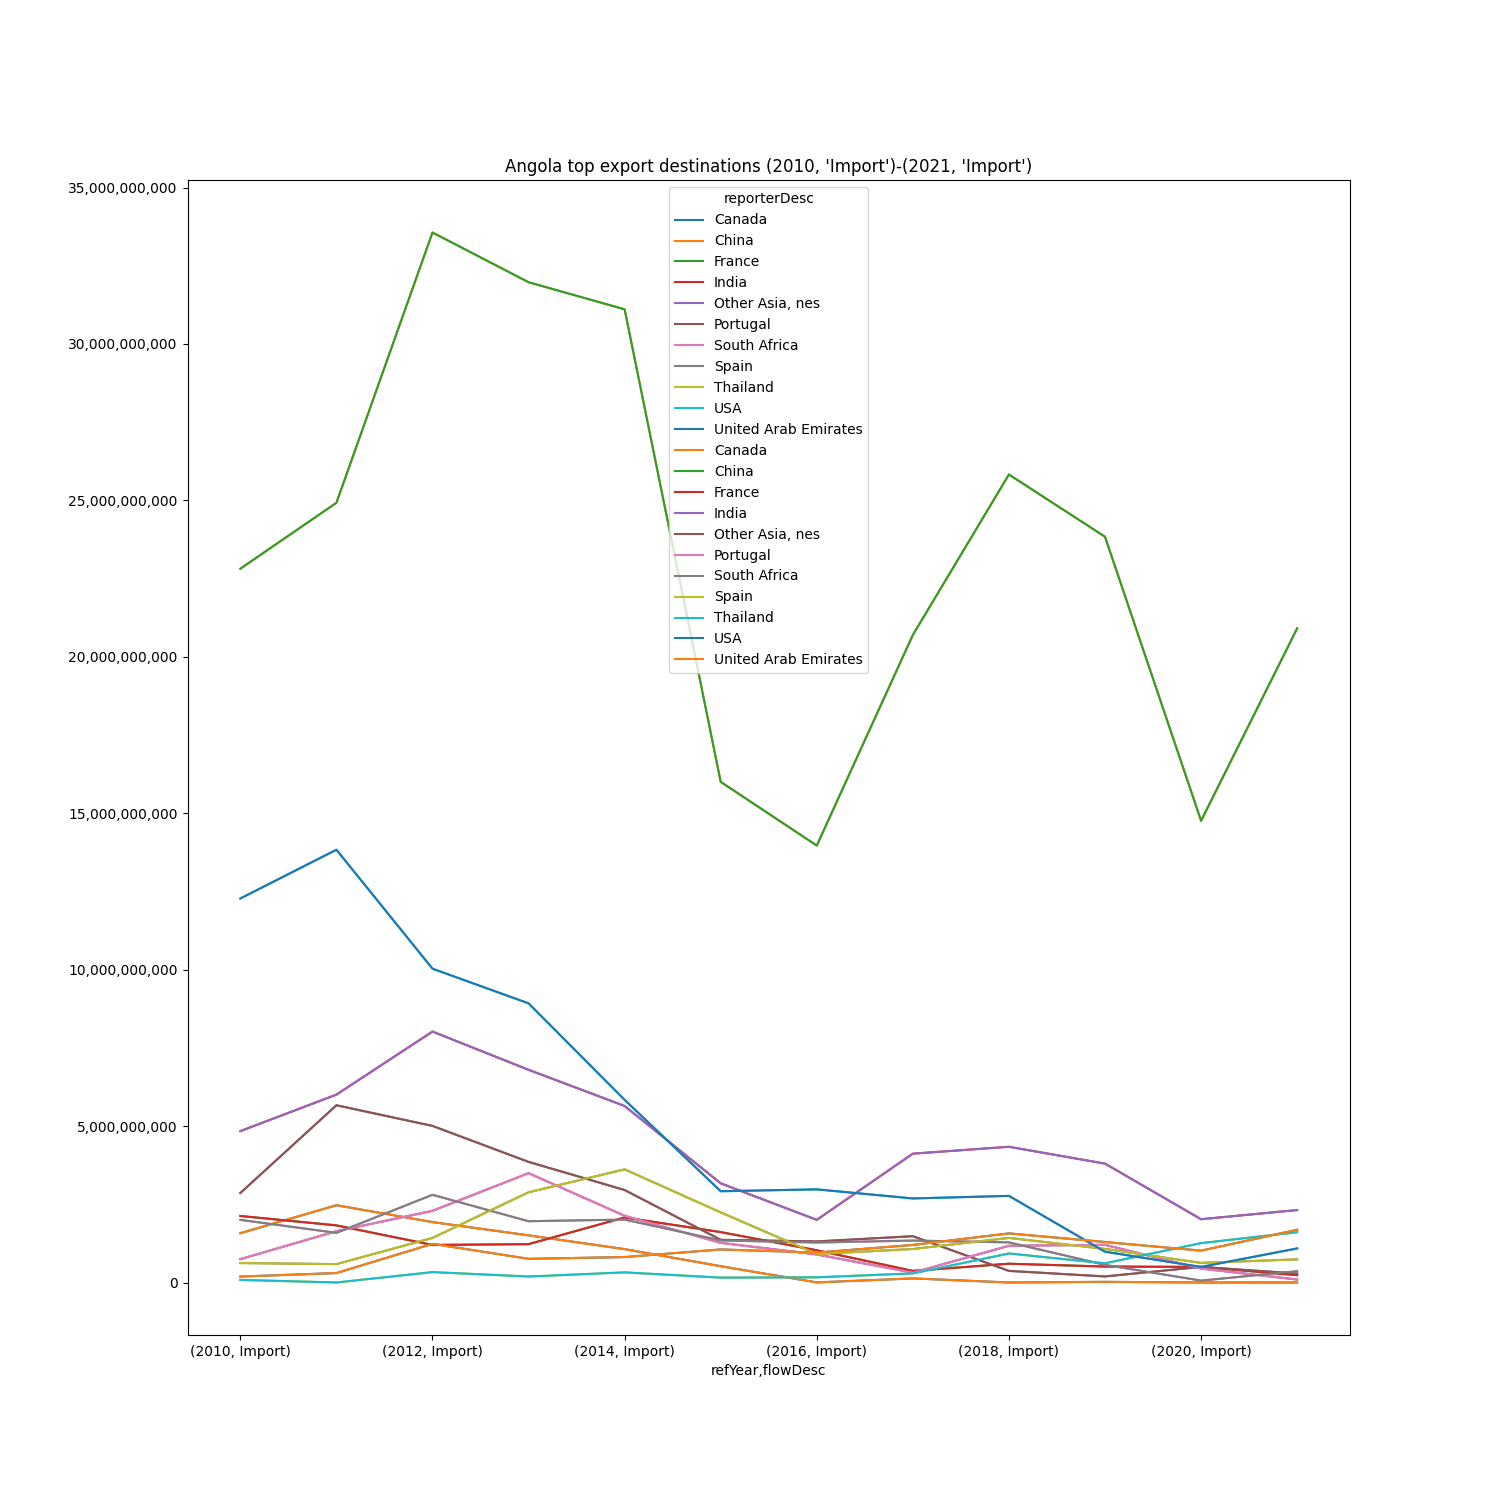 Angola top export destinations (2010, 'Import')-(2021, 'Import')
35,000,000,000
30,000,000,000
25,000,000,000
20,000,000,000
15,000,000,000
10,000,000,000
5,000,000,000
0
reporterDesc
Canada
China
France
India
Other Asia, nes
Portugal
South Africa
Spain
Thailand
USA
United Arab Emirates
Canada
China
France
India
Other Asia, nes
Portugal
South Africa
Spain
Thailand
USA
United Arab Emirates
(2010, Import) (2012, Import) (2014, Import) (2016, Import) (2018, Import) (2020, Import)
refYear,flowDesc